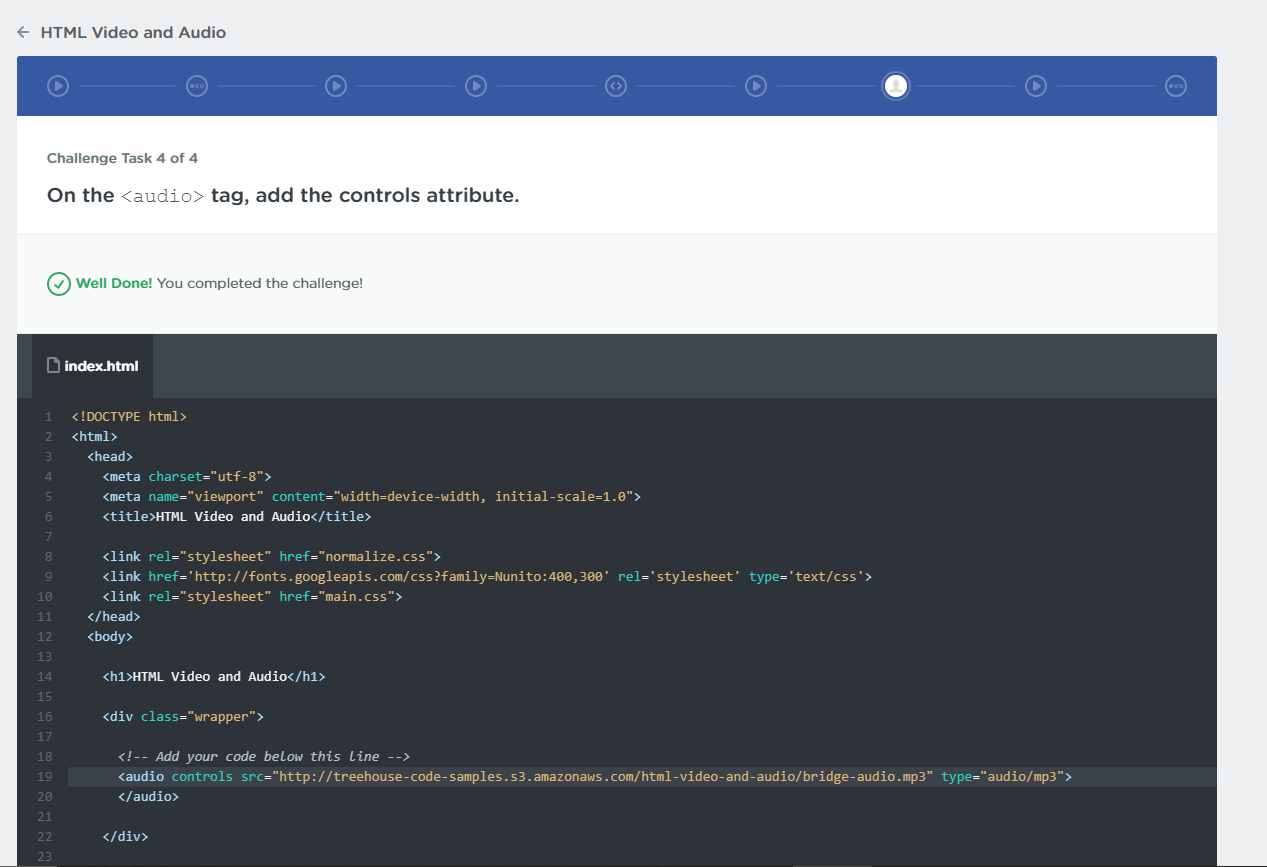 ← HTML Video and Audio
Challenge Task 4 of 4
On the <audio> tag, add the controls attribute.
Well Done! You completed the challenge!
index.html
1 <!DOCTYPE html>
2 <html>
3 <head>
4 <meta charset="utf-8">
5 <meta name="viewport" content="width=device-width, initial-scale=1.0">
6 <title>HTML Video and Audio</title>
7
8 <link rel="stylesheet" href="normalize.css">
9 <link href='http://fonts.googleapis.com/css?family=Nunito:400,300' rel='stylesheet' type='text/css'>
10 <link rel="stylesheet" href="main.css">
11 </head>
12 <body>
13
14 <h1>HTML Video and Audio</h1>
15
16 <div class="wrapper">
17
18 <!-- Add your code below this line -->
19 <audio controls src="http://treehouse-code-samples.s3.amazonaws.com/html-video-and-audio/bridge-audio.mp3" type="audio/mp3">
20 </audio>
21
22 </div>
23